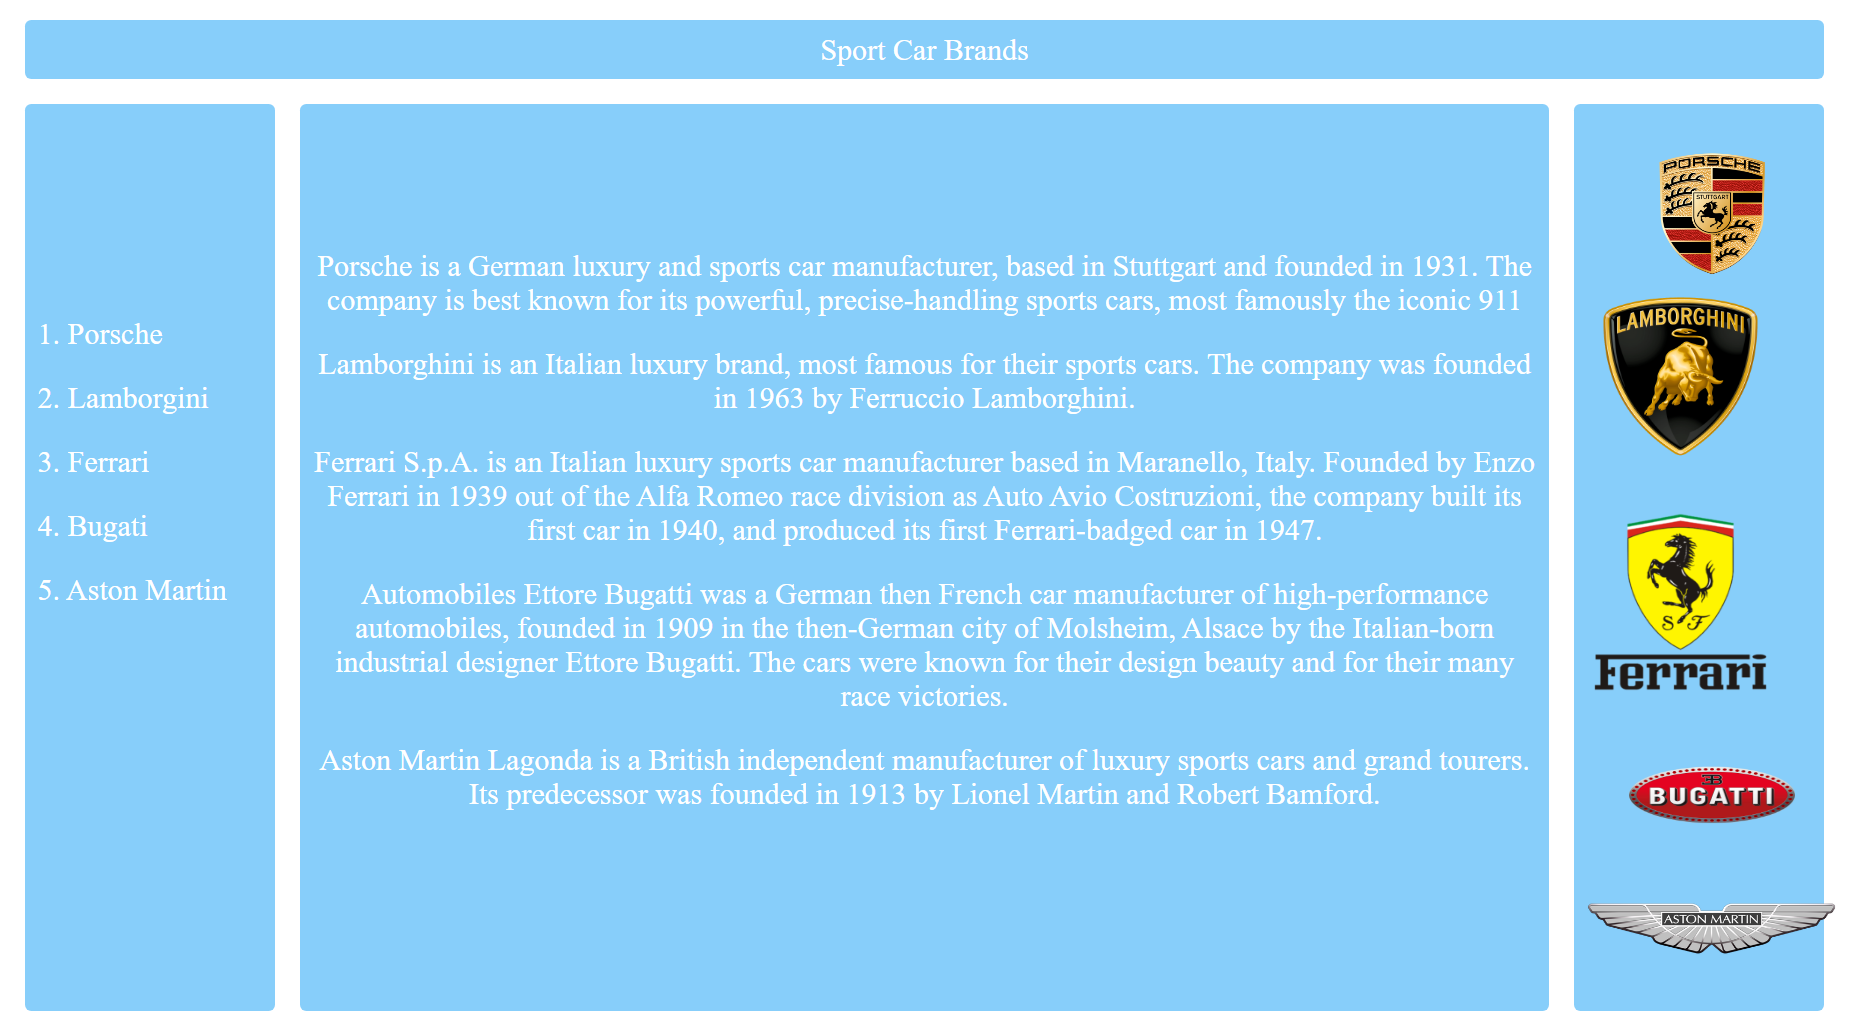 Sport Car Brands
1. Porsche
2. Lamborgini
3. Ferrari
4. Bugati
5. Aston Martin
Porsche is a German luxury and sports car manufacturer, based in Stuttgart and founded in 1931. The
company is best known for its powerful, precise-handling sports cars, most famously the iconic 911
Lamborghini is an Italian luxury brand, most famous for their sports cars. The company was founded
in 1963 by Ferruccio Lamborghini.
Ferrari S.p.A. is an Italian luxury sports car manufacturer based in Maranello, Italy. Founded by Enzo
Ferrari in 1939 out of the Alfa Romeo race division as Auto Avio Costruzioni, the company built its
first car in 1940, and produced its first Ferrari-badged car in 1947.
Automobiles Ettore Bugatti was a German then French car manufacturer of high-performance
automobiles, founded in 1909 in the then-German city of Molsheim, Alsace by the Italian-born
industrial designer Ettore Bugatti. The cars were known for their design beauty and for their many
race victories.
Aston Martin Lagonda is a British independent manufacturer of luxury sports cars and grand tourers.
Its predecessor was founded in 1913 by Lionel Martin and Robert Bamford.
PORSCHE
STUTTGART
LAMBORGHINI
S F
Ferrari
EB
BUGATTI
ASTON MARTIN